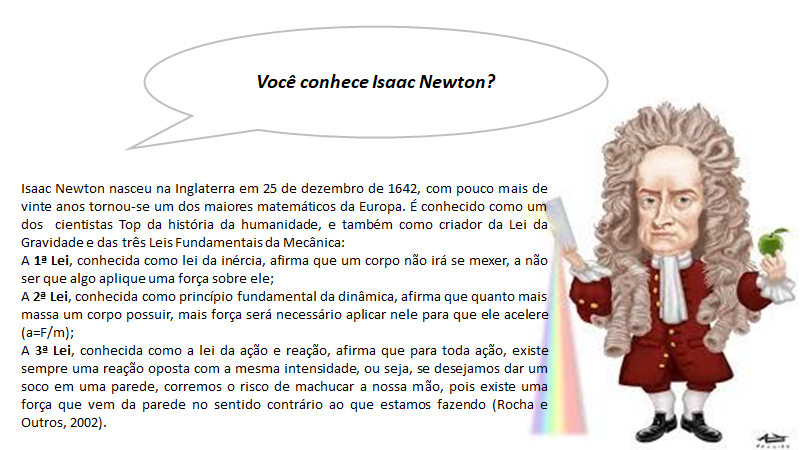 Você conhece Isaac Newton?
Isaac Newton nasceu na Inglaterra em 25 de dezembro de 1642, com pouco mais de
vinte anos tornou-se um dos maiores matemáticos da Europa. É conhecido como um
dos cientistas Top da história da humanidade, e também como criador da Lei da
Gravidade e das três Leis Fundamentais da Mecânica:
A 1ª Lei, conhecida como lei da inércia, afirma que um corpo não irá se mexer, a não
ser que algo aplique uma força sobre ele;
A 2ª Lei, conhecida como princípio fundamental da dinâmica, afirma que quanto mais
massa um corpo possuir, mais força será necessário aplicar nele para que ele acelere
(a=F/m);
A 3ª Lei, conhecida como a lei da ação e reação, afirma que para toda ação, existe
sempre uma reação oposta com a mesma intensidade, ou seja, se desejamos dar um
soco em uma parede, corremos o risco de machucar a nossa mão, pois existe uma
força que vem da parede no sentido contrário ao que estamos fazendo (Rocha e
Outros, 2002).